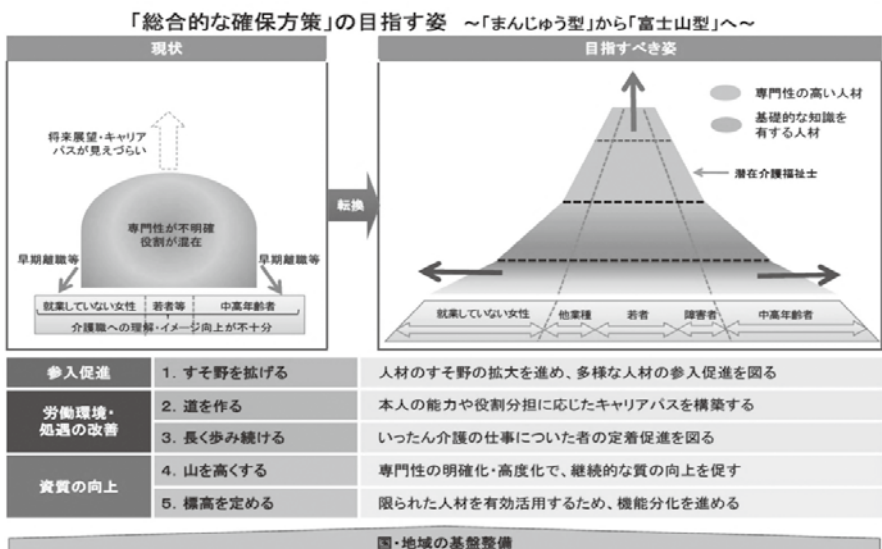 「総合的な確保方策」の目指す姿 ～「まんじゅう型」から「富士山型」へ～
現状
将来展望・キャリア
パスが見えづらい
専門性が不明確
役割が混在
早期離職等
早期離職等
就業していない女性 若者等 中高年齢者
介護職への理解・イメージ向上が不十分
転換
目指すべき姿
専門性の高い人材
基礎的な知識を
有する人材
潜在介護福祉士
就業していない女性 他業種 若者 障害者 中高年齢者
参入促進 1. すそ野を拡げる 人材のすそ野の拡大を進め、多様な人材の参入促進を図る
労働環境・
処遇の改善
2. 道を作る 本人の能力や役割分担に応じたキャリアパスを構築する
3. 長く歩み続ける いったん介護の仕事についた者の定着促進を図る
資質の向上
4. 山を高くする 専門性の明確化・高度化で、継続的な質の向上を促す
5. 標高を定める 限られた人材を有効活用するため、機能分化を進める
国・地域の基盤整備